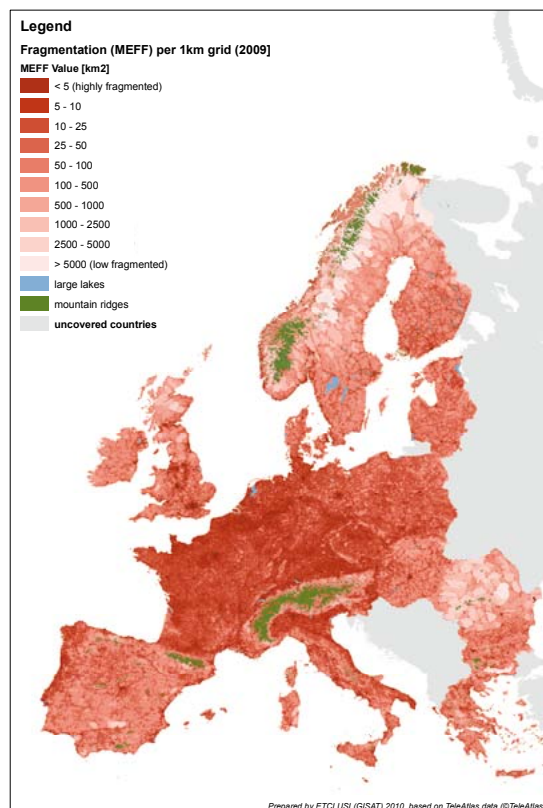 Legend
Fragmentation (MEFF) per 1km grid (2009]
MEFF Value [km2]
< 5 (highly fragmented)
5 - 10
10 - 25
25 - 50
50 - 100
100 - 500
500 - 1000
1000 - 2500
2500 - 5000
> 5000 (low fragmented)
large lakes
mountain ridges
uncovered countries
Prepared by ETCLUSI (GISAT) 2010, based on TeleAtlas data (©TeleAtlas